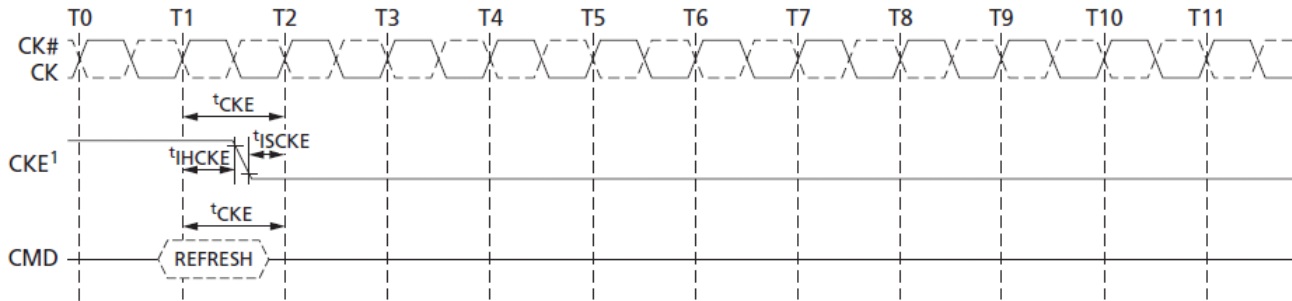 T0 T1 T2 T3 T4 T5 T6 T7 T8 T9 T10 T11
CK#
CK
tCKE
tISCKE
CKE1
tIHCKE
tCKE
CMD
REFRESH